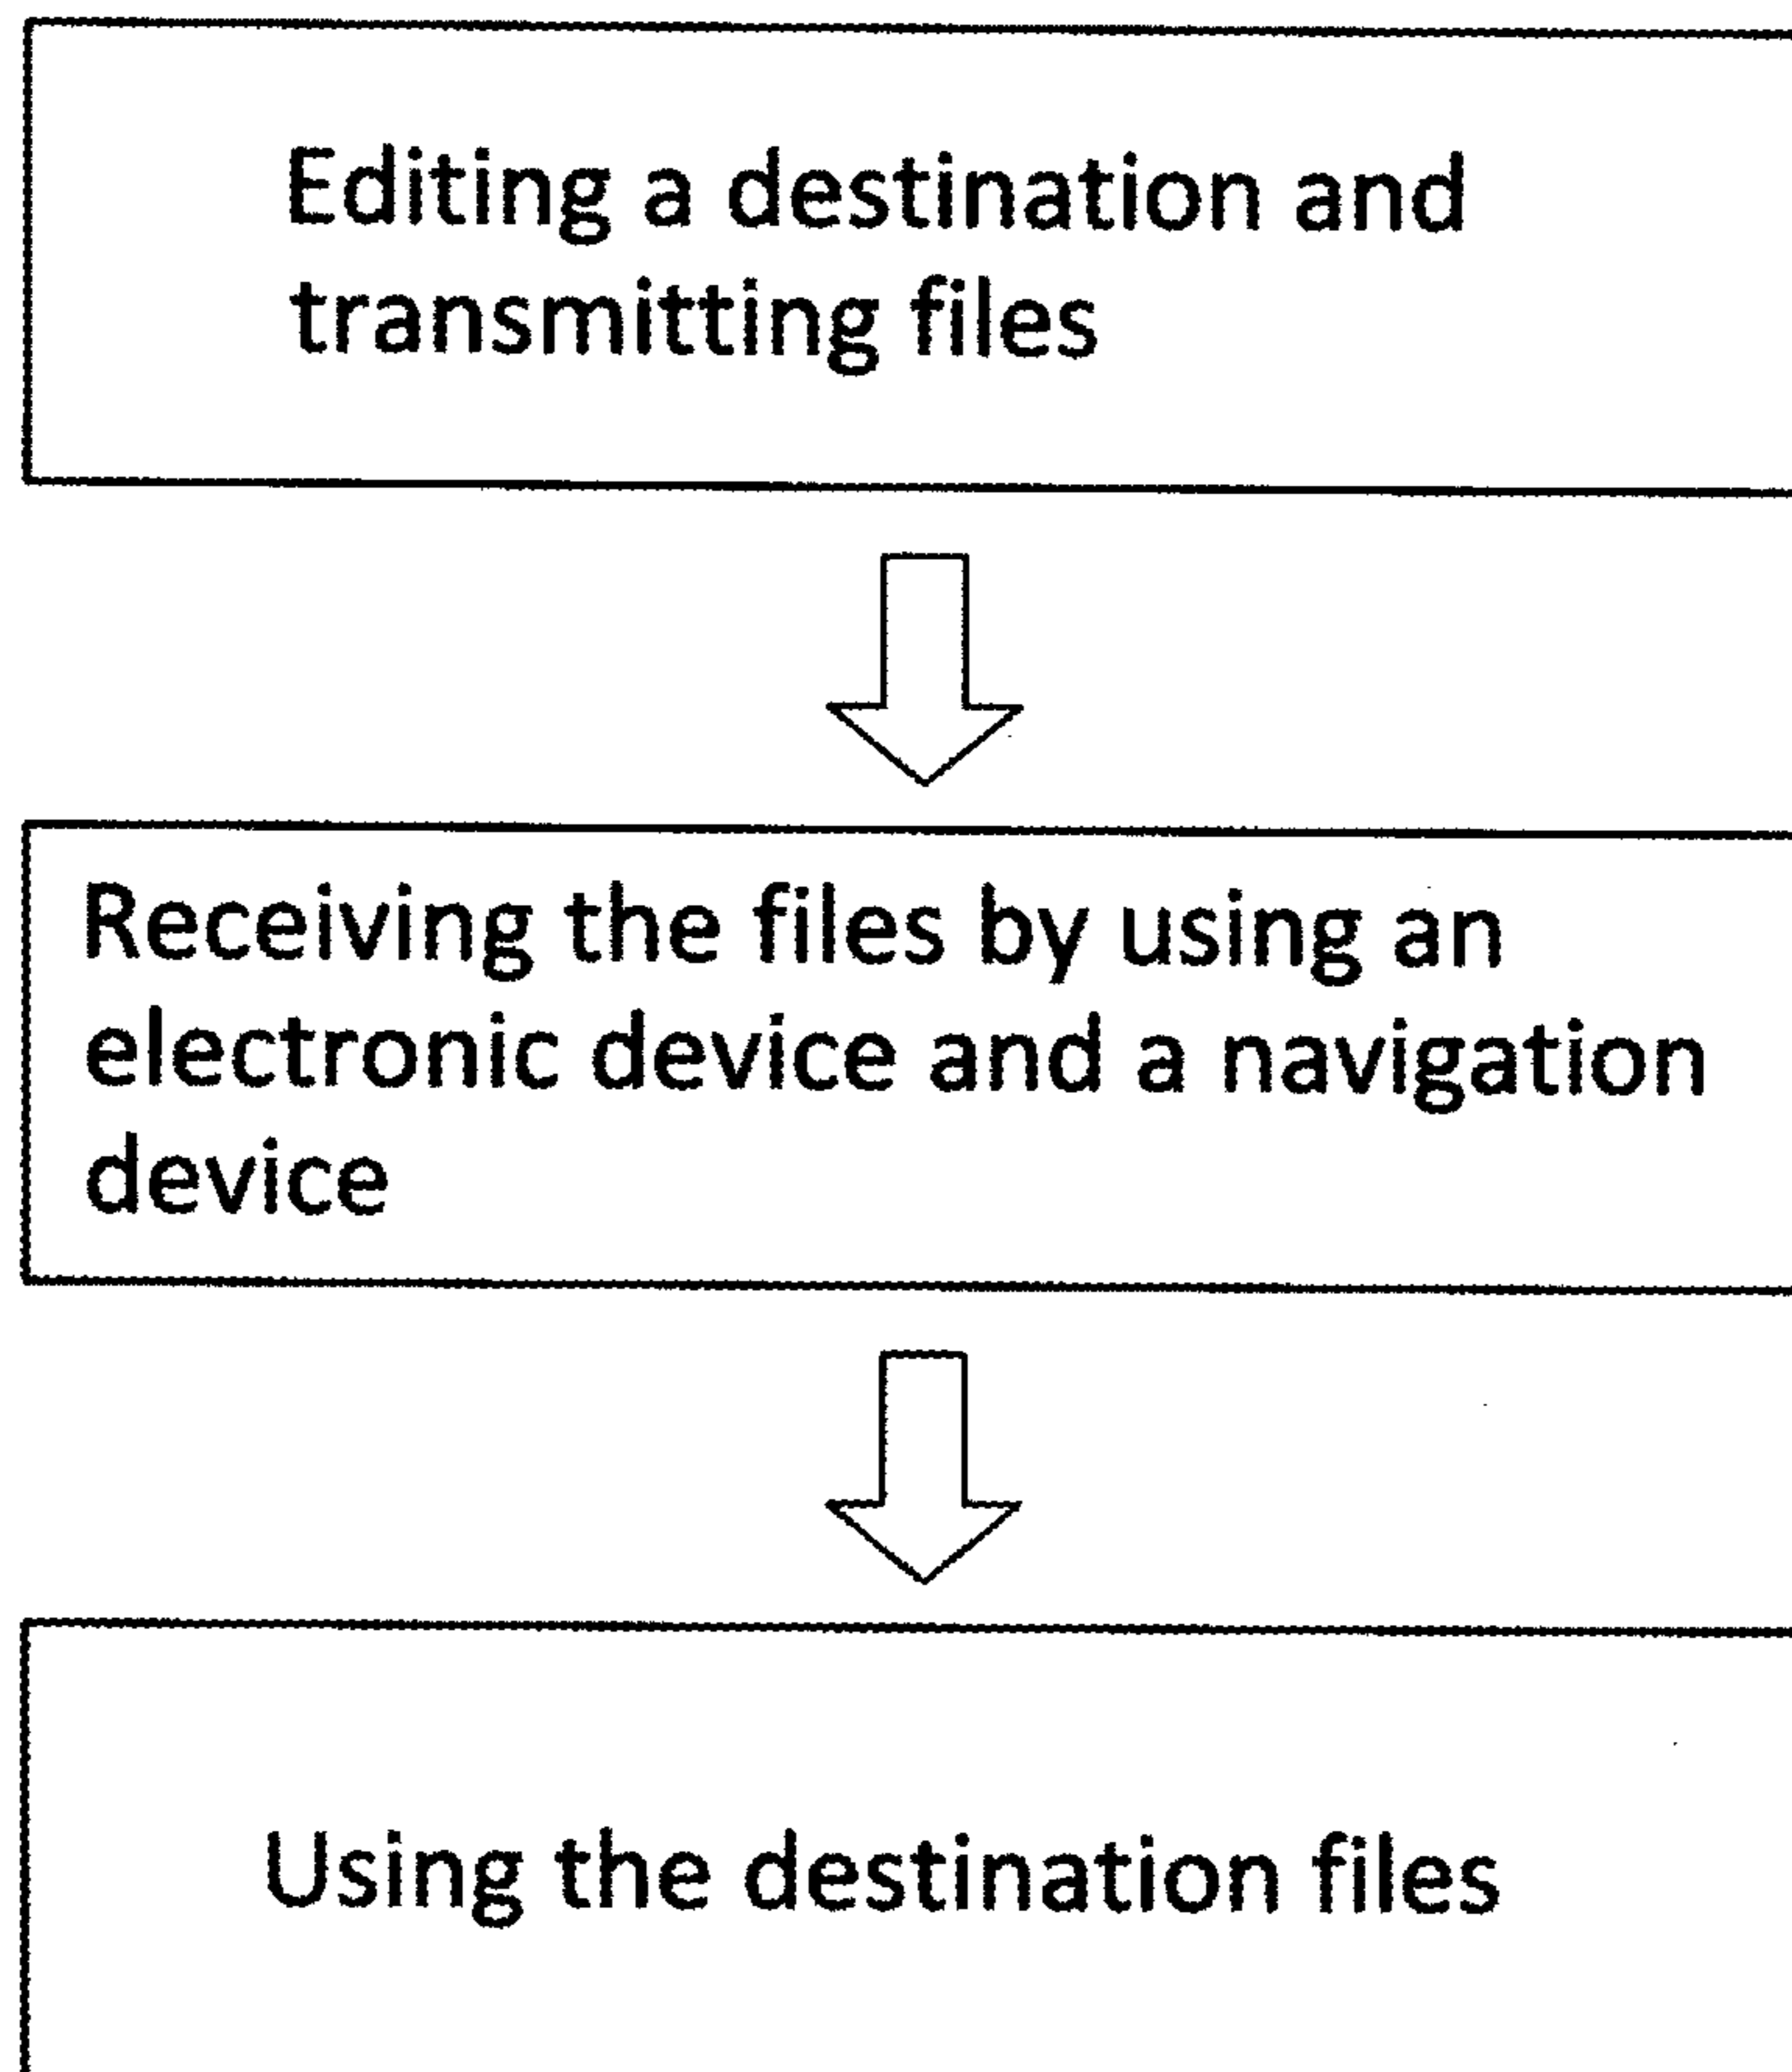 Editing a destination and
transmitting files
Receiving the files by using an
electronic device and a navigation
device
Using the destination files